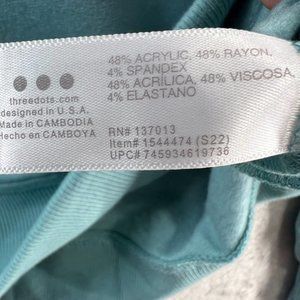 threedots.com
designed in U.S.A.
Made in CAMBODIA
Hecho en CAMBOYA
48% ACRYLIC, 48% RAYON,
4% SPANDEX
48% ACRÍLICA, 48% VISCOSA,
4% ELASTANO
RN# 137013
Item# 1544474 (S22)
UPC# 745934619736